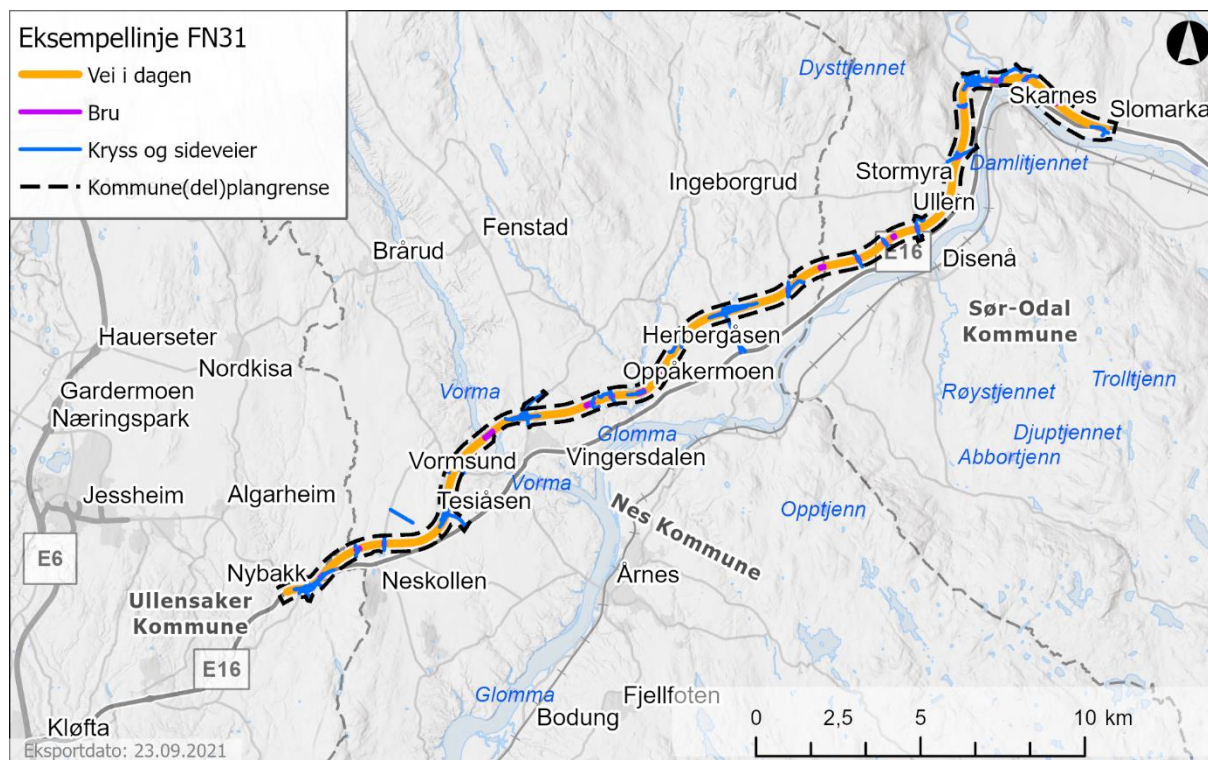 Eksempellinje FN31
Vei i dagen
Bru
Kryss og sideveier
Kommune(del)plangrense
Dysttjennet
Skarnes
Slomarka
Damlitjennet
Stormyra
Ingeborgrud
Ullern
Fenstad
Brårud
E16
Disenå
Sør-Odal
Kommune
Hauerseter
Herbergåsen
Nordkisa
Oppåkermoen
Trolltjenn
Røystjennet
Gardermoen
Næringspark
Vorma
Glomma
Djuptjennet
Abbortjenn
Vormsund
Vingersdalen
Vorma
Jessheim
Algarheim
Tesiåsen
Opptjenn
Nes Kommune
E6
Nybakk
Neskollen
Årnes
Ullensaker
Kommune
E16
Glomma
Fjellfoten
Bodung
Kløfta
0 2,5 5 10 km
Eksportdato: 23.09.2021